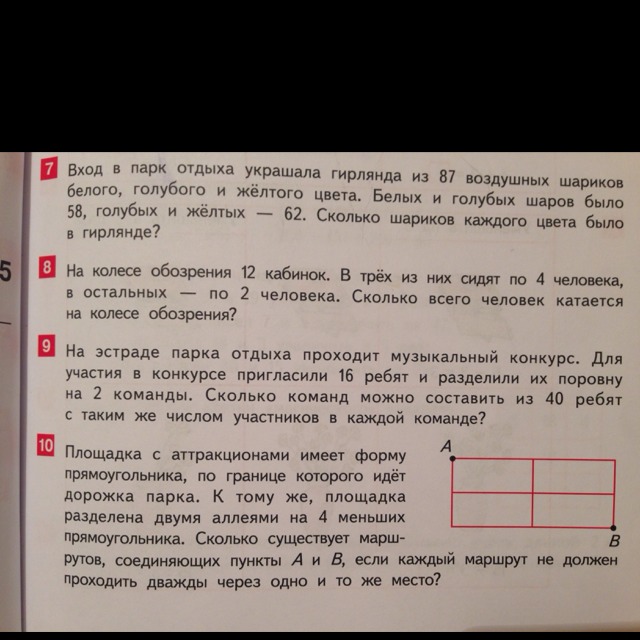 7 Вход в парк отдыха украшала гирлянда из 87 воздушных шариков
белого, голубого и жёлтого цвета. Белых и голубых шаров было
58, голубых и жёлтых — 62. Сколько шариков каждого цвета было
в гирлянде?
5
8 На колесе обозрения 12 кабинок. В трёх из них сидят по 4 человека,
в остальных — по 2 человека. Сколько всего человек катается
на колесе обозрения?
9 На эстраде парка отдыха проходит музыкальный конкурс. Для
участия в конкурсе пригласили 16 ребят и разделили их поровну
на 2 команды. Сколько команд можно составить из 40 ребят
с таким же числом участников в каждой команде?
10 Площадка с аттракционами имеет форму
прямоугольника, по границе которого идёт
дорожка парка. К тому же, площадка
разделена двумя аллеями на 4 меньших
прямоугольника. Сколько существует марш-
рутов, соединяющих пункты A и B, если каждый маршрут не должен
проходить дважды через одно и то же место?
A
B